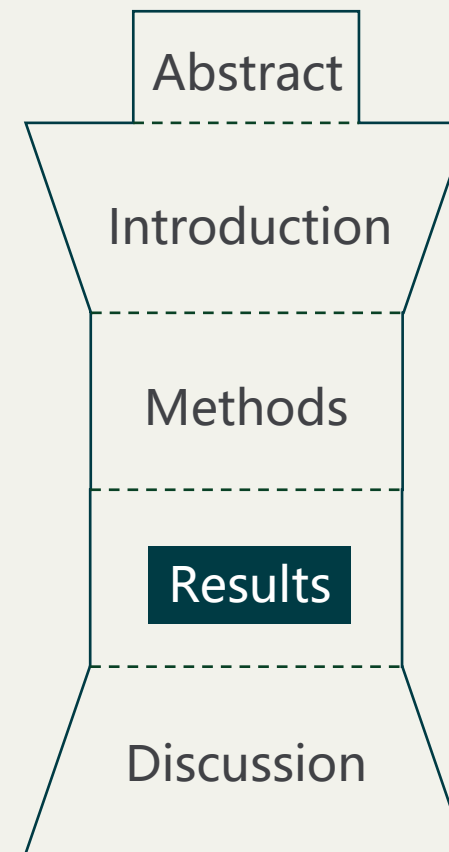 Abstract
Introduction
Methods
Results
Discussion